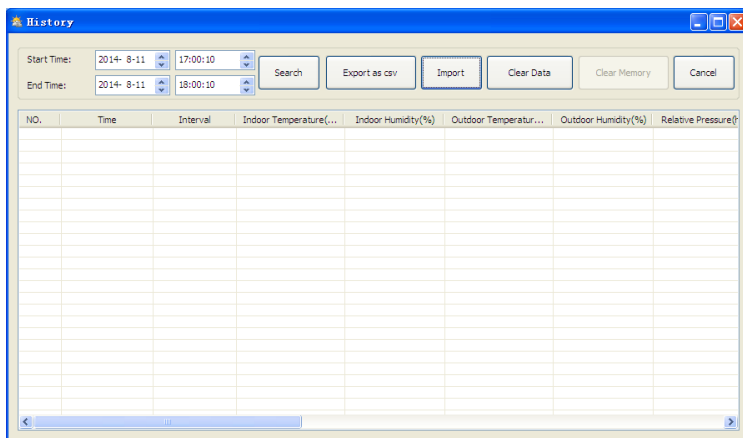 History
Start Time: 2014- 8-11 17:00:10
End Time: 2014- 8-11 18:00:10
Search Export as csv Import Clear Data Clear Memory Cancel
NO. Time Interval Indoor Temperature(... Indoor Humidity(%) Outdoor Temperatur... Outdoor Humidity(%) Relative Pressure(h